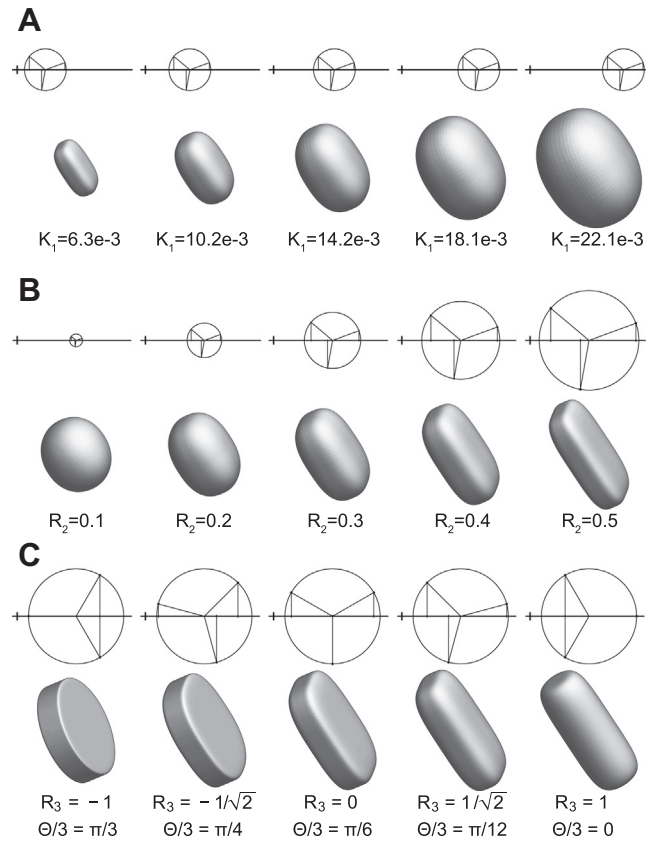 A
K₁=6.3e-3 K₁=10.2e-3 K₁=14.2e-3 K₁=18.1e-3 K₁=22.1e-3
B
R₂=0.1 R₂=0.2 R₂=0.3 R₂=0.4 R₂=0.5
C
R₃ = −1 R₃ = −1/√2 R₃ = 0 R₃ = 1/√2 R₃ = 1
Θ/3 = π/3 Θ/3 = π/4 Θ/3 = π/6 Θ/3 = π/12 Θ/3 = 0